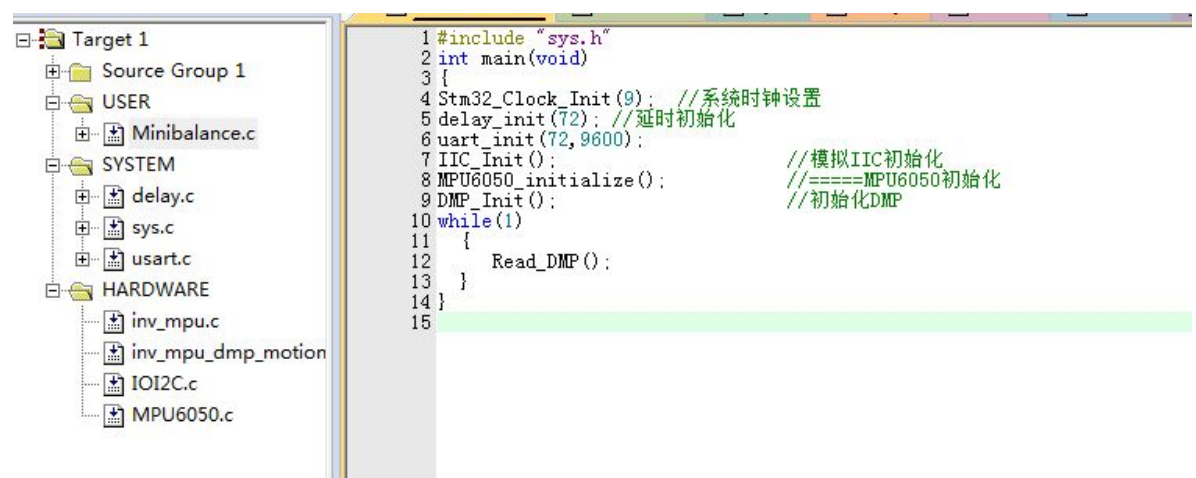 Target 1
Source Group 1
USER
Minibalance.c
SYSTEM
delay.c
sys.c
usart.c
HARDWARE
inv_mpu.c
inv_mpu_dmp_motion
IOI2C.c
MPU6050.c
1 #include "sys.h"
2 int main(void)
3 {
4 Stm32_Clock_Init(9); //系统时钟设置
5 delay_init(72); //延时初始化
6 uart_init(72,9600);
7 IIC_Init(); //模拟IIC初始化
8 MPU6050_initialize(); //=====MPU6050初始化
9 DMP_Init(); //初始化DMP
10 while(1)
11 {
12 Read_DMP();
13 }
14 }
15